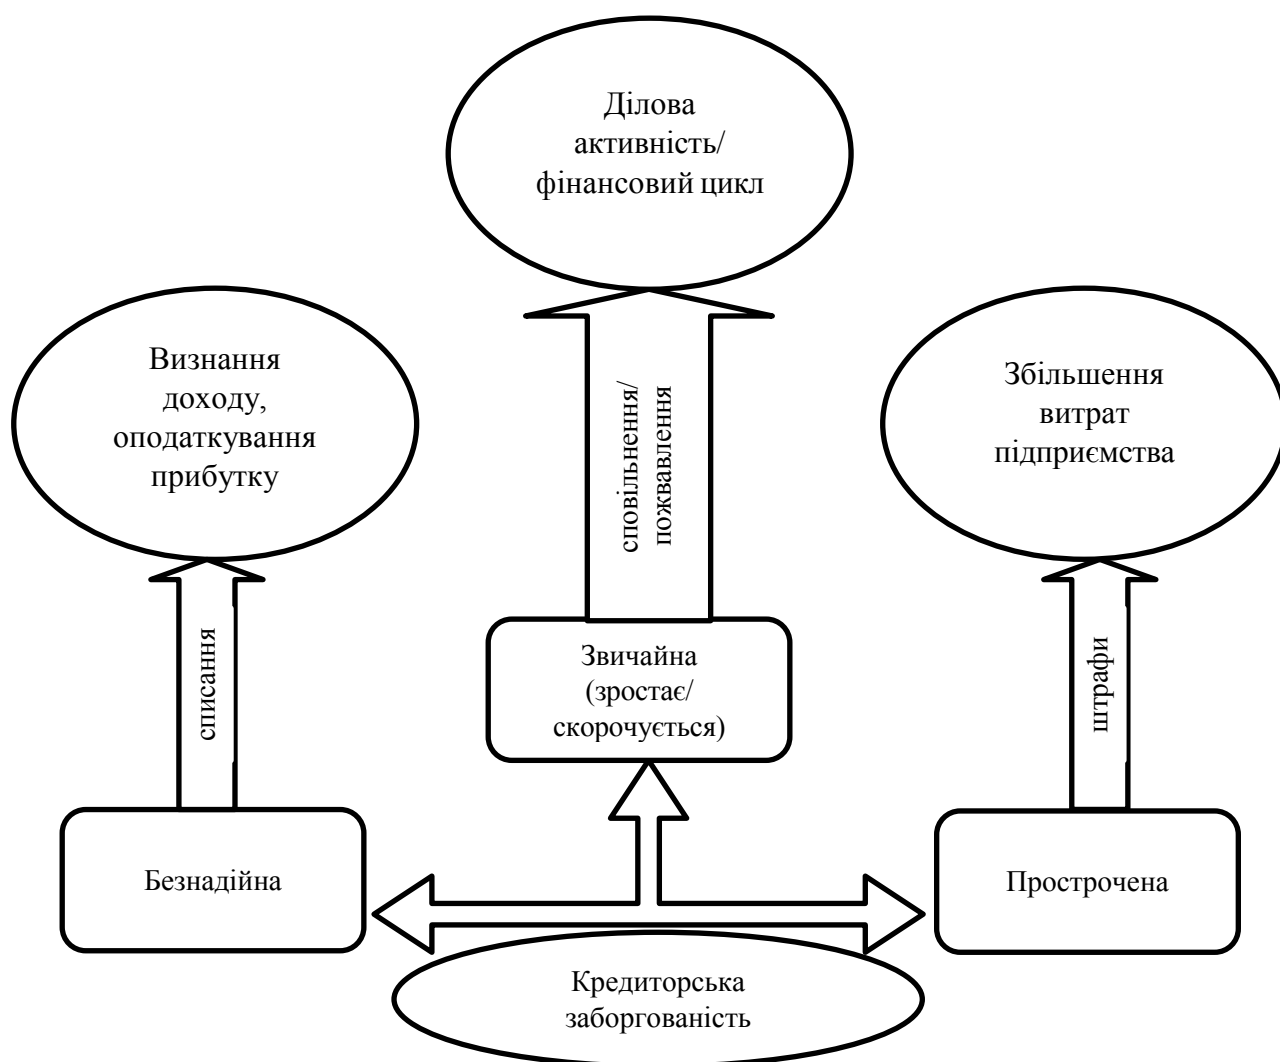 Ділова
активність/
фінансовий цикл
Визнання
доходу,
оподаткування
прибутку
Збільшення
витрат
підприємства
списання
сповільнення/
пожвавлення
штрафи
Звичайна
(зростає/
скорочується)
Безнадійна
Прострочена
Кредиторська
заборгованість